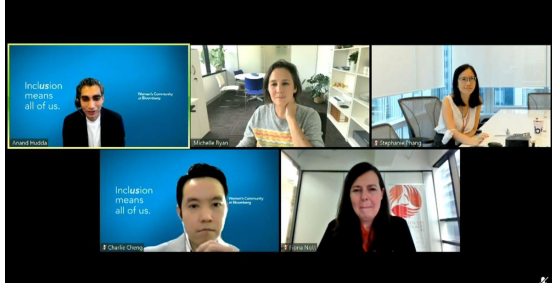 Inclusion
means
all of us.
Women's Community
at Bloomberg
Anand Hudda
Michelle Ryan
Stephanie Phang
Inclusion
means
all of us.
Women's Community
at Bloomberg
Charlie Cheng
Fiona Nott